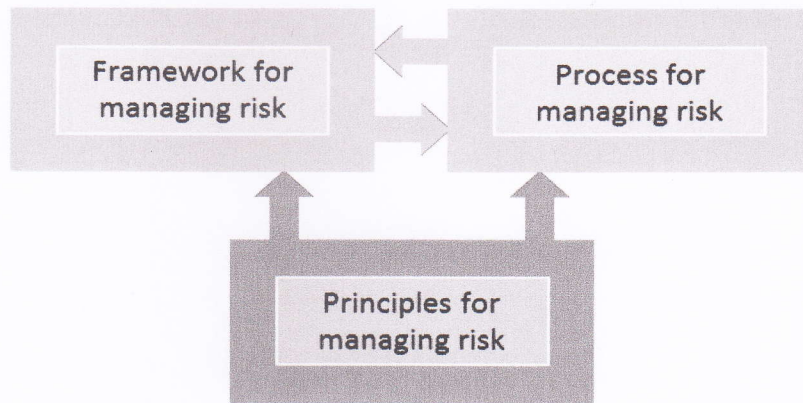 Framework for
managing risk
Process for
managing risk
Principles for
managing risk